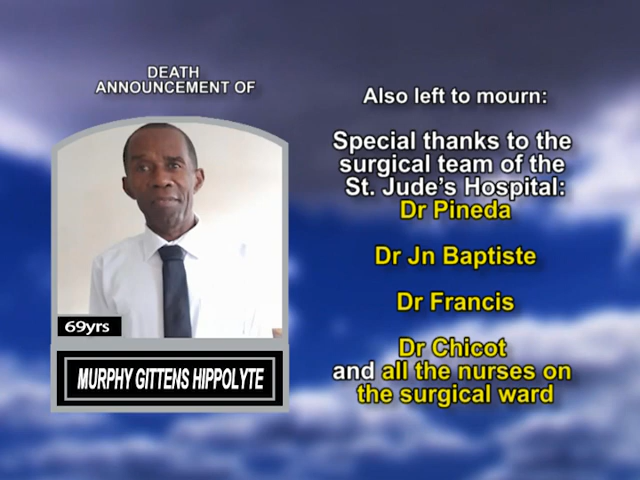 DEATH
ANNOUNCEMENT OF
69yrs
MURPHY GITTENS HIPPOLYTE
Also left to mourn:
Special thanks to the
surgical team of the
St. Jude's Hospital:
Dr Pineda
Dr Jn Baptiste
Dr Francis
Dr Chicot
and all the nurses on
the surgical ward